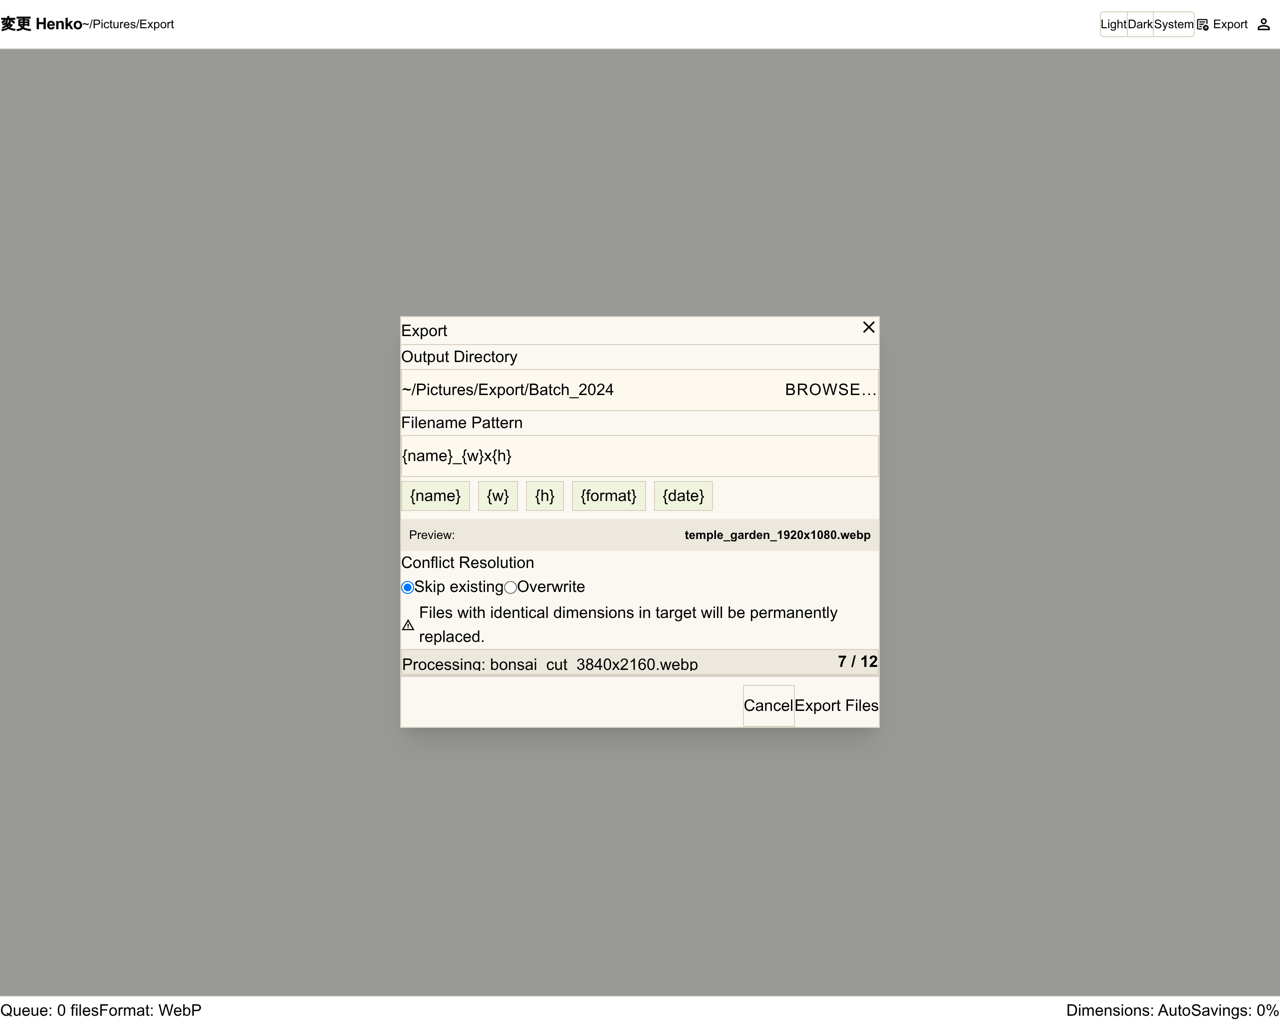 変更 Henko~/Pictures/Export
LightDarkSystem Export
Export
Output Directory
~/Pictures/Export/Batch_2024 BROWSE...
Filename Pattern
{name}_{w}x{h}
{name} {w} {h} {format} {date}
Preview: temple_garden_1920x1080.webp
Conflict Resolution
Skip existing Overwrite
Files with identical dimensions in target will be permanently
replaced.
Processing: bonsai_cut_3840x2160.webp 7 / 12
Cancel Export Files
Queue: 0 filesFormat: WebP Dimensions: AutoSavings: 0%